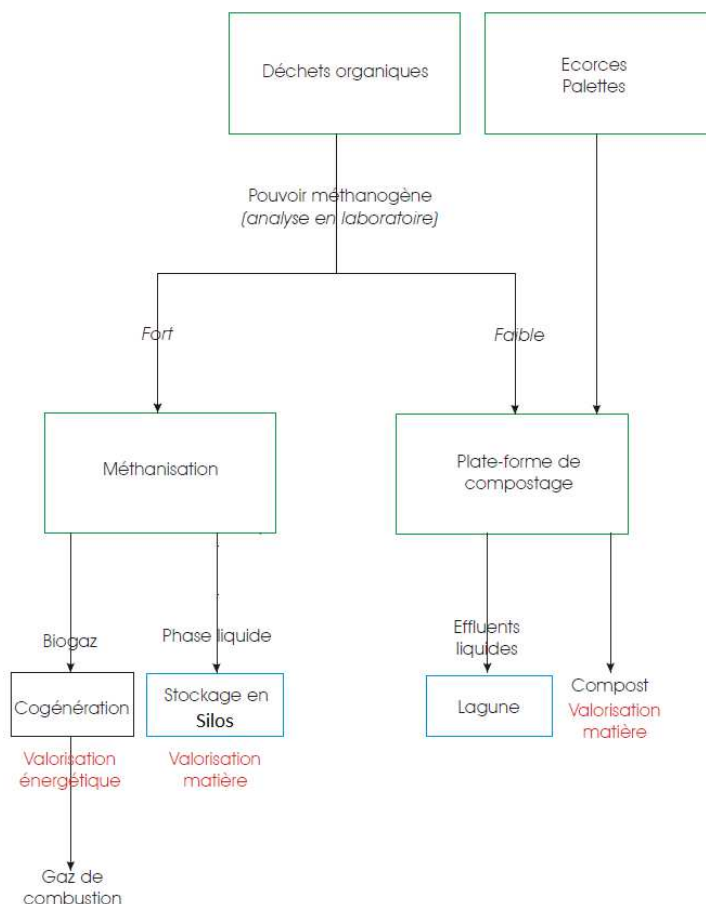 Déchets organiques
Ecorces
Palettes
Pouvoir méthanogène
(analyse en laboratoire)
Fort
Faible
Méthanisation
Plate-forme de
compostage
Biogaz
Phase liquide
Effluents
liquides
Cogénération
Stockage en
Silos
Lagune
Compost
Valorisation
matière
Valorisation
énergétique
Valorisation
matière
Gaz de
combustion